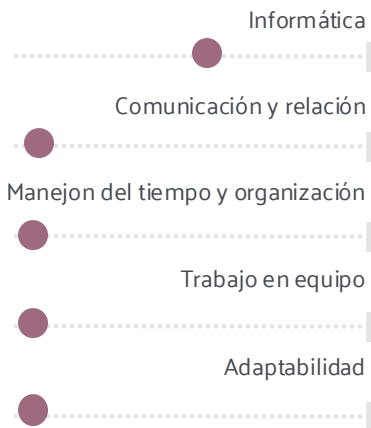 Informática
Comunicación y relación
Manejon del tiempo y organización
Trabajo en equipo
Adaptabilidad